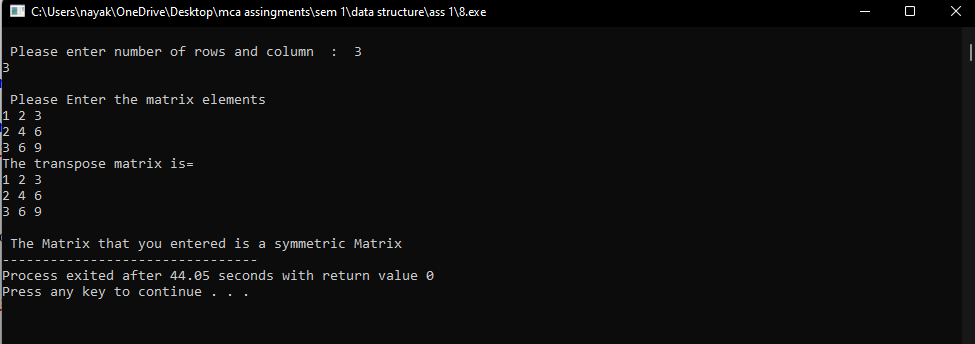 C:\Users\nayak\OneDrive\Desktop\mca assingments\sem 1\data structure\ass 1\8.exe
Please enter number of rows and column  :  3
3
Please Enter the matrix elements
1 2 3
2 4 6
3 6 9
The transpose matrix is=
1 2 3
2 4 6
3 6 9
The Matrix that you entered is a symmetric Matrix
--------------------------------
Process exited after 44.05 seconds with return value 0
Press any key to continue . . .